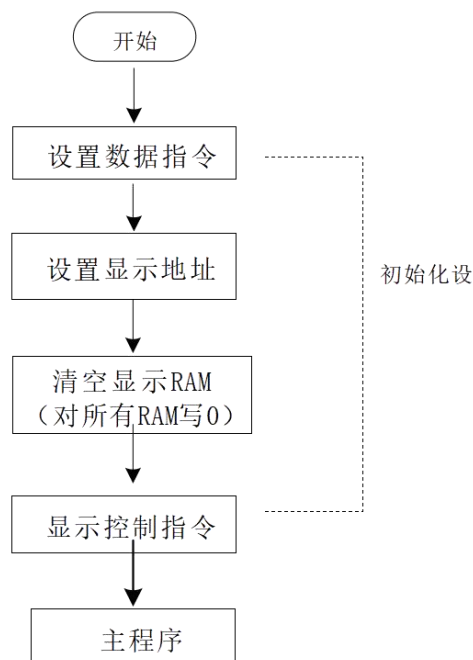 开始
设置数据指令
设置显示地址
初始化设
清空显示RAM
（对所有RAM写0）
显示控制指令
主程序